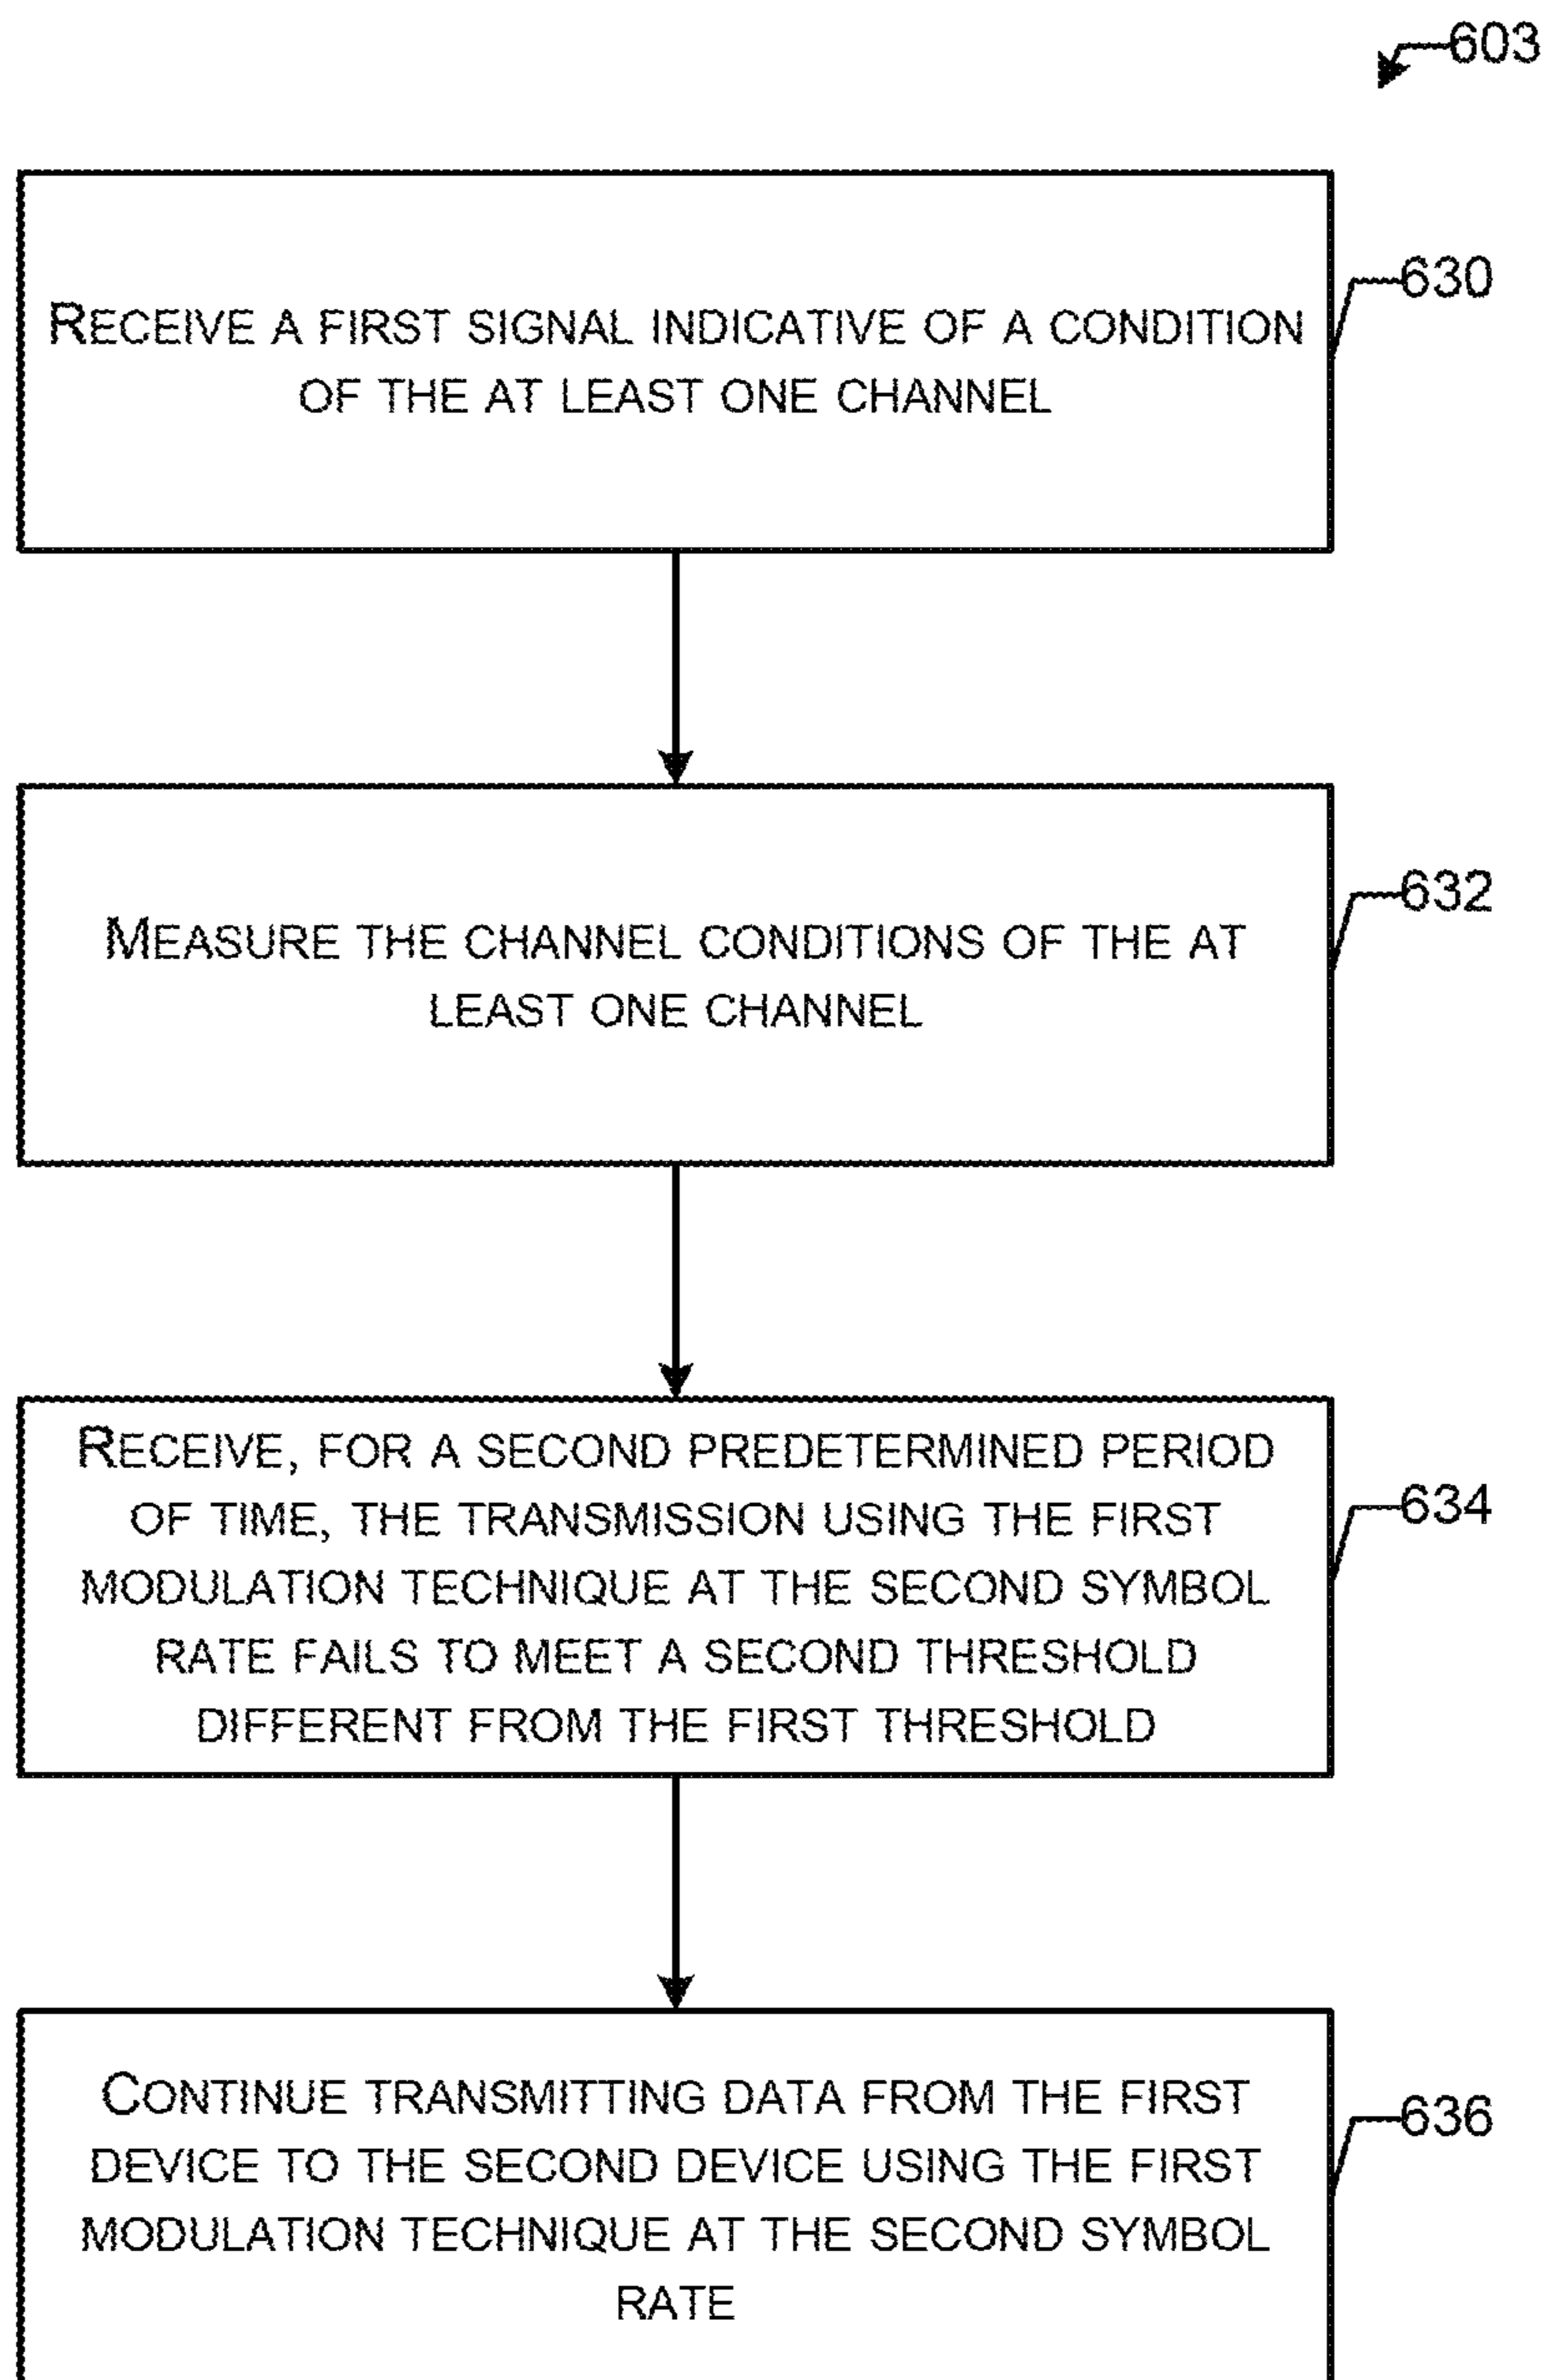 603
RECEIVE A FIRST SIGNAL INDICATIVE OF A CONDITION
OF THE AT LEAST ONE CHANNEL
630
MEASURE THE CHANNEL CONDITIONS OF THE AT
LEAST ONE CHANNEL
632
RECEIVE, FOR A SECOND PREDETERMINED PERIOD
OF TIME, THE TRANSMISSION USING THE FIRST
MODULATION TECHNIQUE AT THE SECOND SYMBOL
RATE FAILS TO MEET A SECOND THRESHOLD
DIFFERENT FROM THE FIRST THRESHOLD
634
CONTINUE TRANSMITTING DATA FROM THE FIRST
DEVICE TO THE SECOND DEVICE USING THE FIRST
MODULATION TECHNIQUE AT THE SECOND SYMBOL
RATE
636